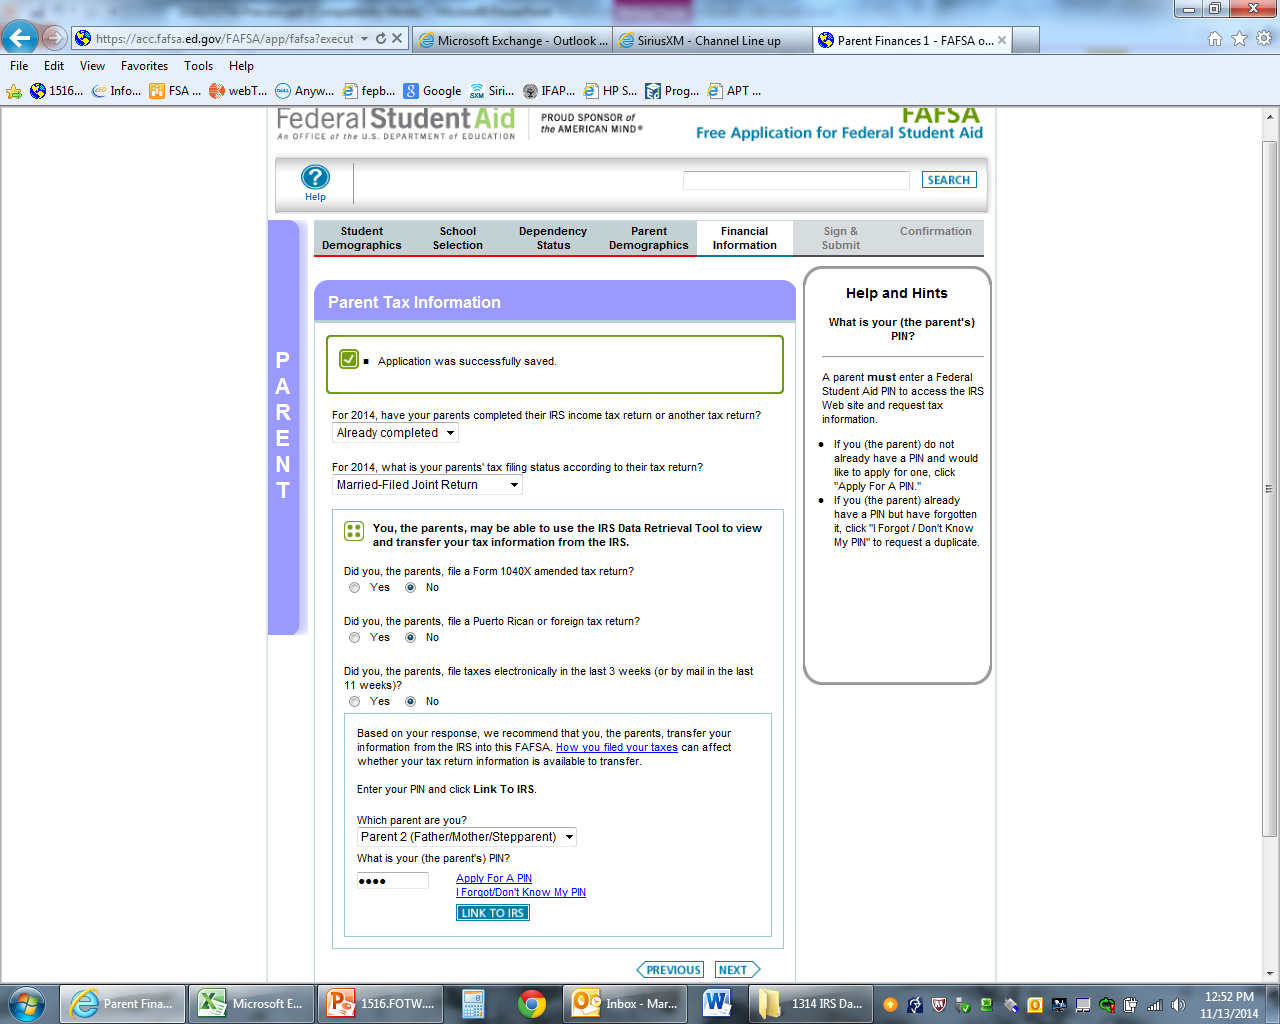 https://acc.fafsa.ed.gov/FAFSA/app/fafsa?execut
Microsoft Exchange - Outlook ...
SiriusXM - Channel Line up
Parent Finances 1 - FAFSA o...
File Edit View Favorites Tools Help
1516...
Info...
FSA ...
webT...
Anyw...
fepb...
Google
Siri...
IFAP...
HP S...
Prog...
APT ...
Federal Student Aid
An OFFICE of the U.S. DEPARTMENT of EDUCATION
PROUD SPONSOR of
the AMERICAN MIND®
FAFSA
Free Application for Federal Student Aid
Help
SEARCH
Student
Demographics
School
Selection
Dependency
Status
Parent
Demographics
Financial
Information
Sign &
Submit
Confirmation
PARENT
Parent Tax Information
Application was successfully saved.
For 2014, have your parents completed their IRS income tax return or another tax return?
Already completed
For 2014, what is your parents' tax filing status according to their tax return?
Married-Filed Joint Return
You, the parents, may be able to use the IRS Data Retrieval Tool to view
and transfer your tax information from the IRS.
Did you, the parents, file a Form 1040X amended tax return?
Yes No
Did you, the parents, file a Puerto Rican or foreign tax return?
Yes No
Did you, the parents, file taxes electronically in the last 3 weeks (or by mail in the last
11 weeks)?
Yes No
Based on your response, we recommend that you, the parents, transfer your
information from the IRS into this FAFSA. How you filed your taxes can affect
whether your tax return information is available to transfer.
Enter your PIN and click Link To IRS.
Which parent are you?
Parent 2 (Father/Mother/Stepparent)
What is your (the parent's) PIN?
••••
Apply For A PIN
I Forgot/Don't Know My PIN
LINK TO IRS
PREVIOUS NEXT
Help and Hints
What is your (the parent's)
PIN?
A parent must enter a Federal
Student Aid PIN to access the IRS
Web site and request tax
information.
• If you (the parent) do not
already have a PIN and would
like to apply for one, click
"Apply For A PIN."
• If you (the parent) already
have a PIN but have forgotten
it, click "I Forgot / Don't Know
My PIN" to request a duplicate.
Parent Fina...
Microsoft E...
1516.FOTW....
Inbox - Mar...
1314 IRS Da...
12:52 PM
11/13/2014